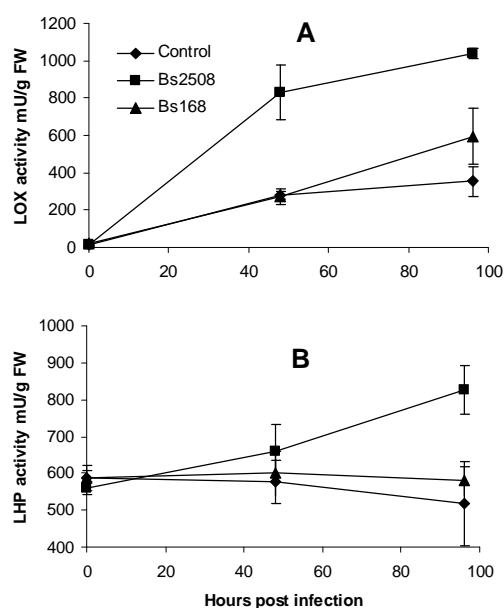 A
Control
Bs2508
Bs168
LOX activity mU/g FW
1200
1000
800
600
400
200
0
0 20 40 60 80 100
B
LHP activity mU/g FW
1000
900
800
700
600
500
400
0 20 40 60 80 100
Hours post infection